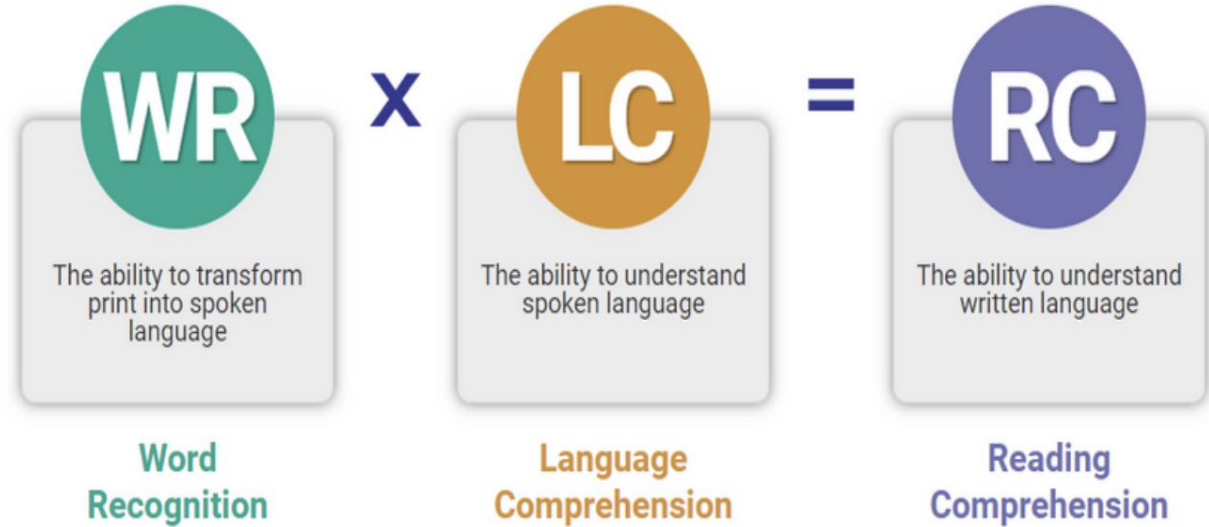 WR
x
LC
=
RC
The ability to transform
print into spoken
language
The ability to understand
spoken language
The ability to understand
written language
Word
Recognition
Language
Comprehension
Reading
Comprehension